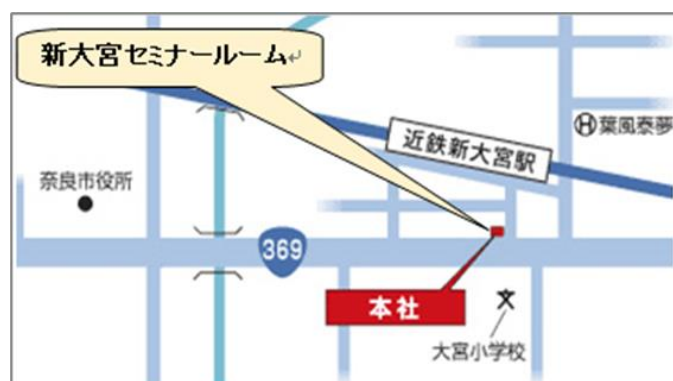 新大宮セミナールーム↵
近鉄新大宮駅
Ⓗ葉風泰夢
奈良市役所
369
本社
文
大宮小学校